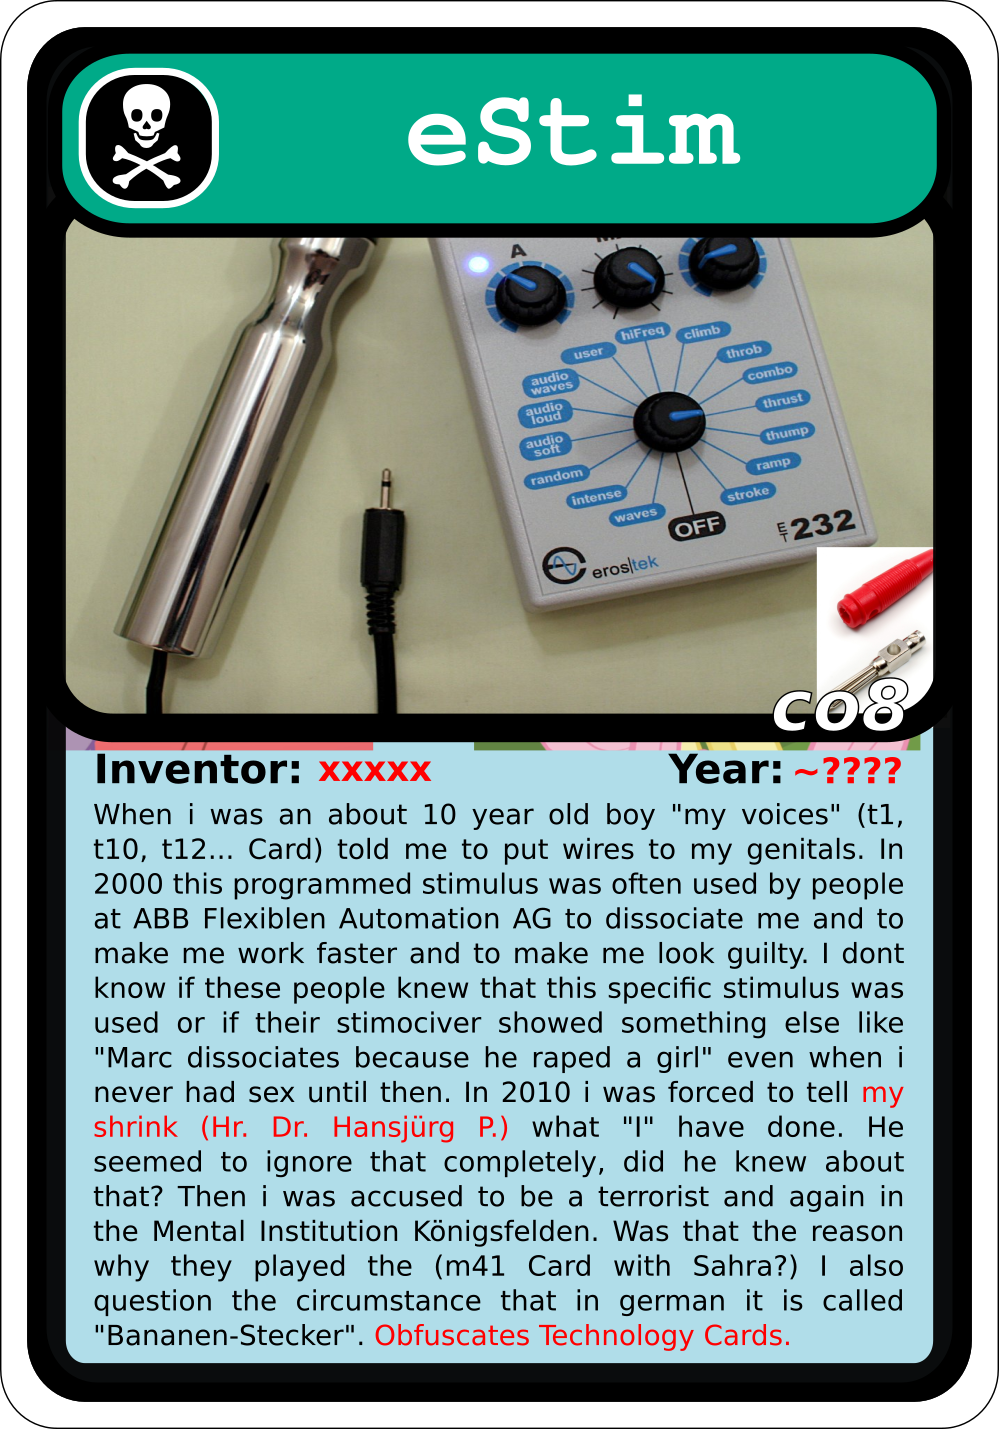 eStim
A
hiFreq
climb
user
throb
audio waves
combo
audio loud
thrust
audio soft
thump
random
ramp
intense
stroke
waves
OFF
ET232
eros|tek
co8
Inventor: xxxxx Year: ~????
When i was an about 10 year old boy "my voices" (t1,
t10, t12... Card) told me to put wires to my genitals. In
2000 this programmed stimulus was often used by people
at ABB Flexiblen Automation AG to dissociate me and to
make me work faster and to make me look guilty. I dont
know if these people knew that this specific stimulus was
used or if their stimociver showed something else like
"Marc dissociates because he raped a girl" even when i
never had sex until then. In 2010 i was forced to tell my
shrink (Hr. Dr. Hansjürg P.) what "I" have done. He
seemed to ignore that completely, did he knew about
that? Then i was accused to be a terrorist and again in
the Mental Institution Königsfelden. Was that the reason
why they played the (m41 Card with Sahra?) I also
question the circumstance that in german it is called
"Bananen-Stecker". Obfuscates Technology Cards.